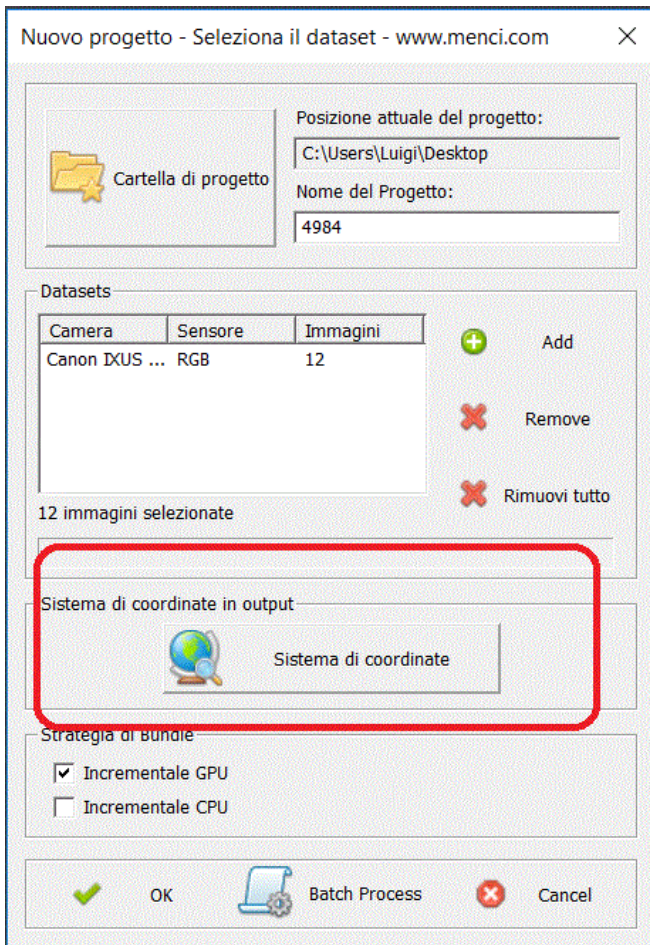 Nuovo progetto - Seleziona il dataset - www.menci.com
Posizione attuale del progetto:
Cartella di progetto
C:\Users\Luigi\Desktop
Nome del Progetto:
4984
Datasets
Camera Sensore Immagini
Canon IXUS ... RGB 12
Add
Remove
Rimuovi tutto
12 immagini selezionate
Sistema di coordinate in output
Sistema di coordinate
Strategia di Bundle
Incrementale GPU
Incrementale CPU
OK Batch Process Cancel